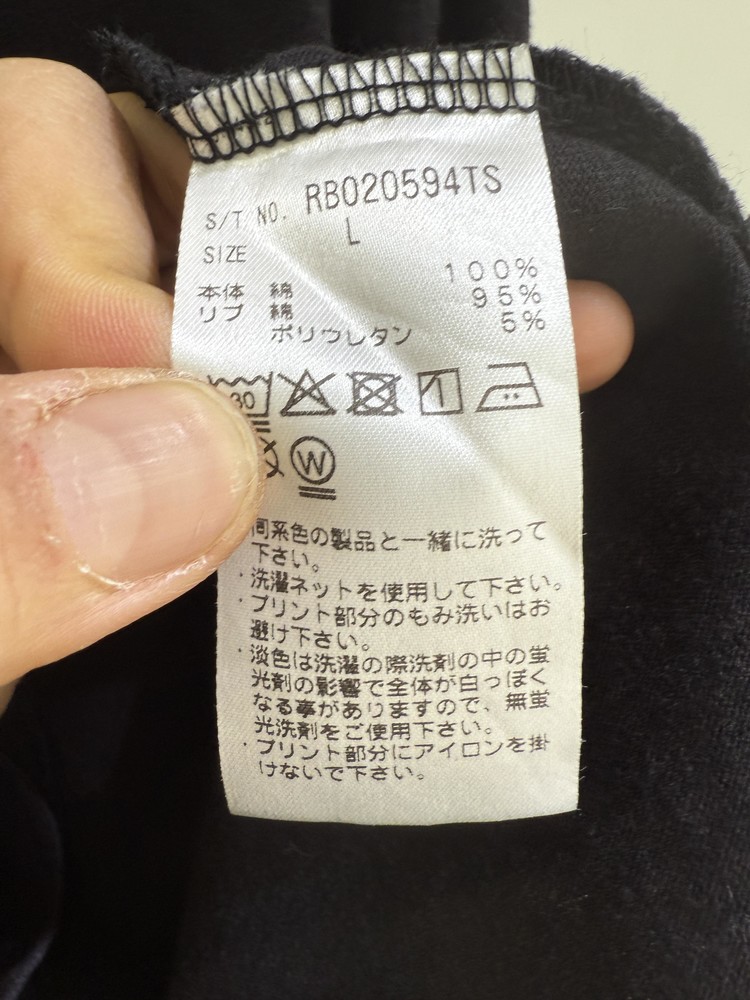 S/T NO. RB020594TS
SIZE L
本体 綿 100%
リブ 綿 95%
ポリウレタン 5%
30
W
同系色の製品と一緒に洗って
下さい。
・洗濯ネットを使用して下さい。
・プリント部分のもみ洗いはお
避け下さい。
・淡色は洗濯の際洗剤の中の蛍
光剤の影響で全体が白っぽく
なる事がありますので、無蛍
光洗剤をご使用下さい。
・プリント部分にアイロンを掛
けないで下さい。